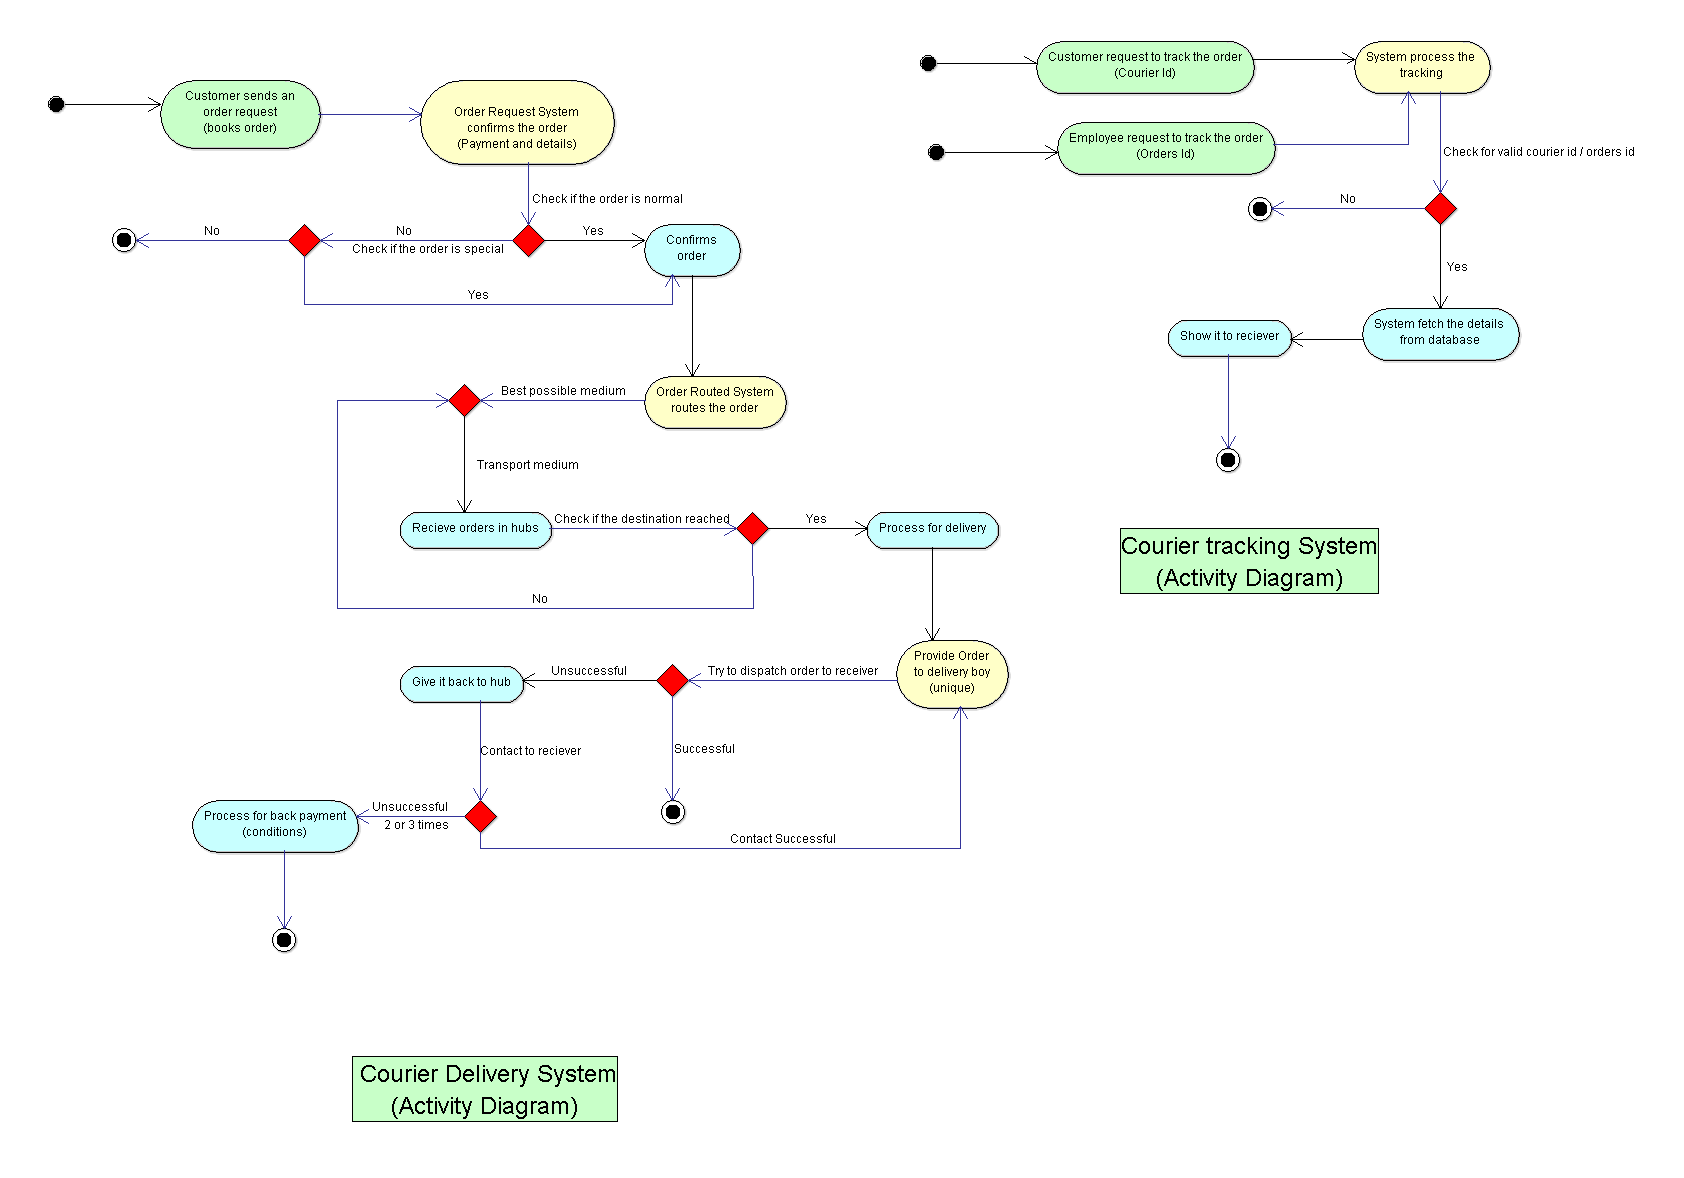 Customer sends an
order request
(books order)
Order Request System
confirms the order
(Payment and details)
Check if the order is normal
No
No
Check if the order is special
Yes
Confirms
order
Yes
Best possible medium
Order Routed System
routes the order
Transport medium
Recieve orders in hubs
Check if the destination reached
Yes
Process for delivery
No
Provide Order
to delivery boy
(unique)
Try to dispatch order to receiver
Unsuccessful
Give it back to hub
Contact to reciever
Successful
Unsuccessful
2 or 3 times
Process for back payment
(conditions)
Contact Successful
Courier Delivery System
(Activity Diagram)
Customer request to track the order
(Courier Id)
System process the
tracking
Employee request to track the order
(Orders Id)
Check for valid courier id / orders id
No
Yes
System fetch the details
from database
Show it to reciever
Courier tracking System
(Activity Diagram)